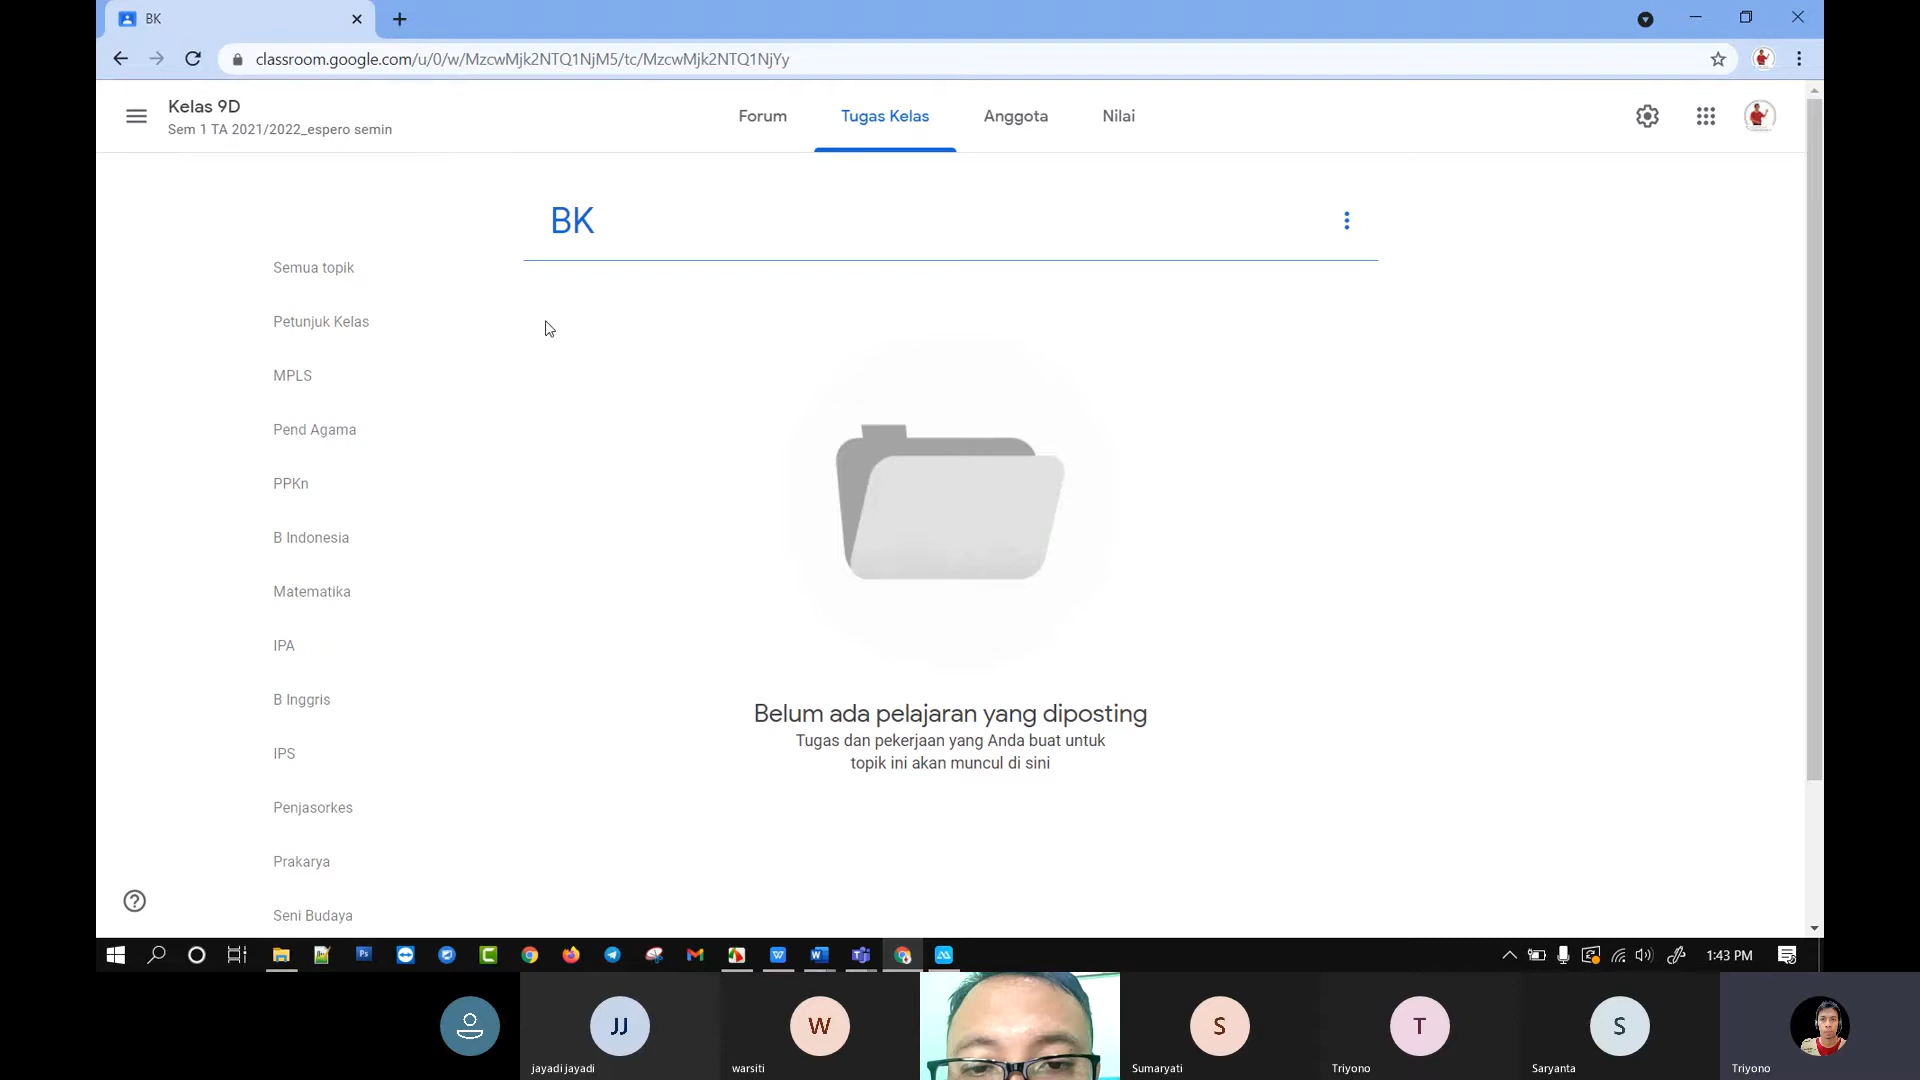 BK
classroom.google.com/u/0/w/MzcwMjk2NTQ1NjM5/tc/MzcwMjk2NTQ1NjYy
Kelas 9D
Sem 1 TA 2021/2022_espero semin
Forum
Tugas Kelas
Anggota
Nilai
BK
Semua topik
Petunjuk Kelas
MPLS
Pend Agama
PPKn
B Indonesia
Matematika
IPA
B Inggris
IPS
Penjasorkes
Prakarya
Seni Budaya
Belum ada pelajaran yang diposting
Tugas dan pekerjaan yang Anda buat untuk
topik ini akan muncul di sini
1:43 PM
JJ
jayadi jayadi
W
warsiti
S
Sumaryati
T
Triyono
S
Saryanta
Triyono